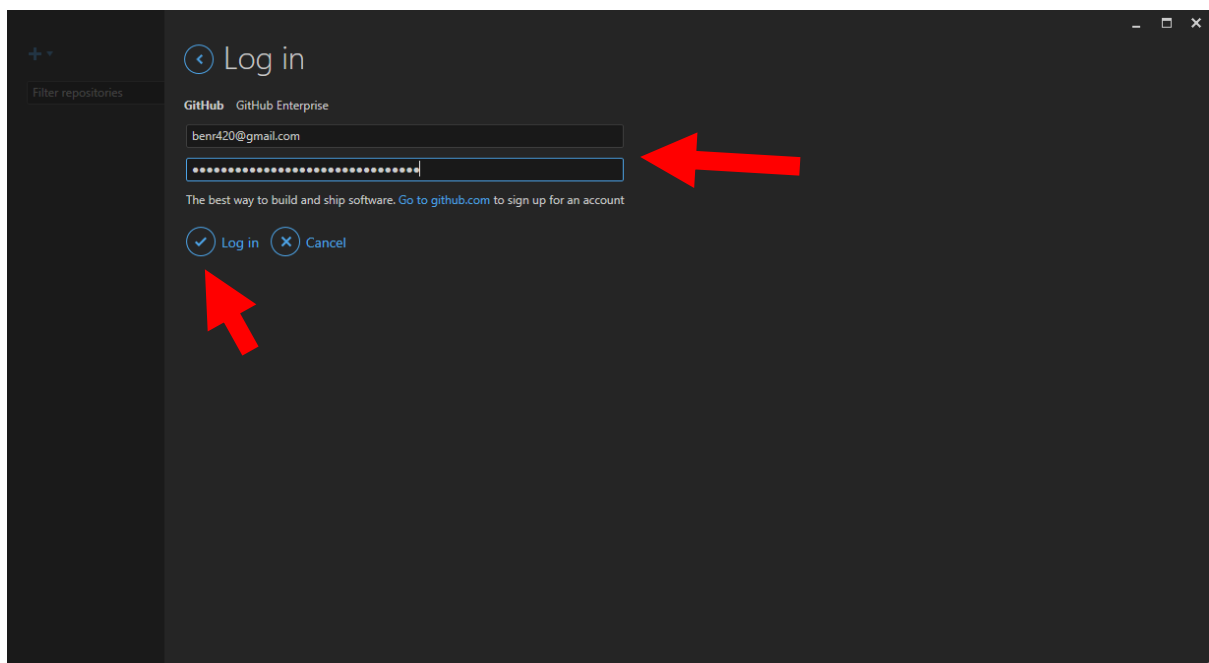 +
Filter repositories
Log in
GitHub GitHub Enterprise
benr420@gmail.com
••••••••••••••••••••••••••••••••
The best way to build and ship software. Go to github.com to sign up for an account
Log in Cancel